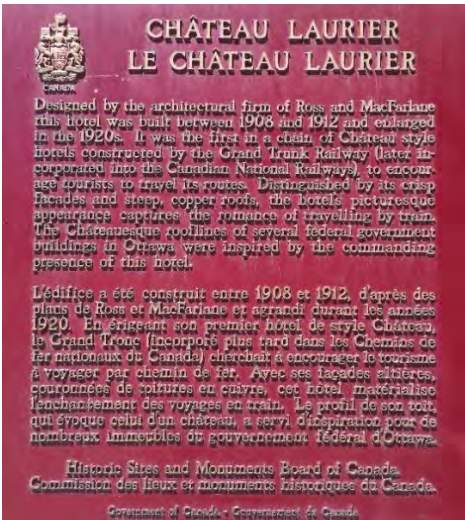 CANADA
CHÂTEAU LAURIER
LE CHÂTEAU LAURIER
Designed by the architectural firm of Ross and MacFarlane
this hotel was built between 1908 and 1912 and enlarged
in the 1920s. It was the first in a chain of Château style
hotels constructed by the Grand Trunk Railway (later in-
corporated into the Canadian National Railways), to encour-
age tourists to travel its routes. Distinguished by its crisp
facades and steep, copper roofs, the hotel's picturesque
appearance captures the romance of travelling by train.
The Châteauesque rooflines of several federal government
buildings in Ottawa were inspired by the commanding
presence of this hotel.
L'édifice a été construit entre 1908 et 1912, d'après des
plans de Ross et MacFarlane et agrandi durant les années
1920. En érigeant son premier hôtel de style Château,
le Grand Tronc (incorporé plus tard dans les Chemins de
fer nationaux du Canada) cherchait à encourager le tourisme
à voyager par chemin de fer. Avec ses façades altières,
couronnées de toitures en cuivre, cet hôtel matérialise
l'enchantement des voyages en train. Le profil de son toit,
qui évoque celui d'un château, a servi d'inspiration pour de
nombreux immeubles du gouvernement fédéral d'Ottawa.
Historic Sites and Monuments Board of Canada.
Commission des lieux et monuments historiques du Canada.
Government of Canada - Gouvernement du Canada